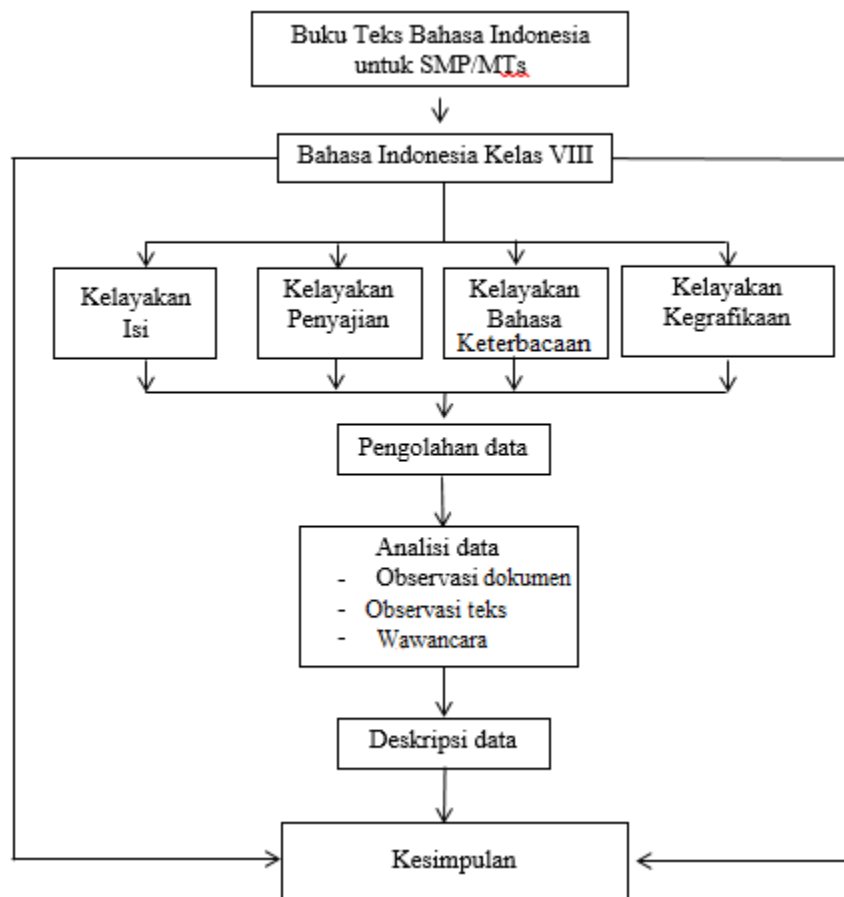 Buku Teks Bahasa Indonesia
untuk SMP/MTs
Bahasa Indonesia Kelas VIII
Kelayakan
Isi
Kelayakan
Penyajian
Kelayakan
Bahasa
Keterbacaan
Kelayakan
Kegrafikaan
Pengolahan data
Analisi data
- Observasi dokumen
- Observasi teks
- Wawancara
Deskripsi data
Kesimpulan